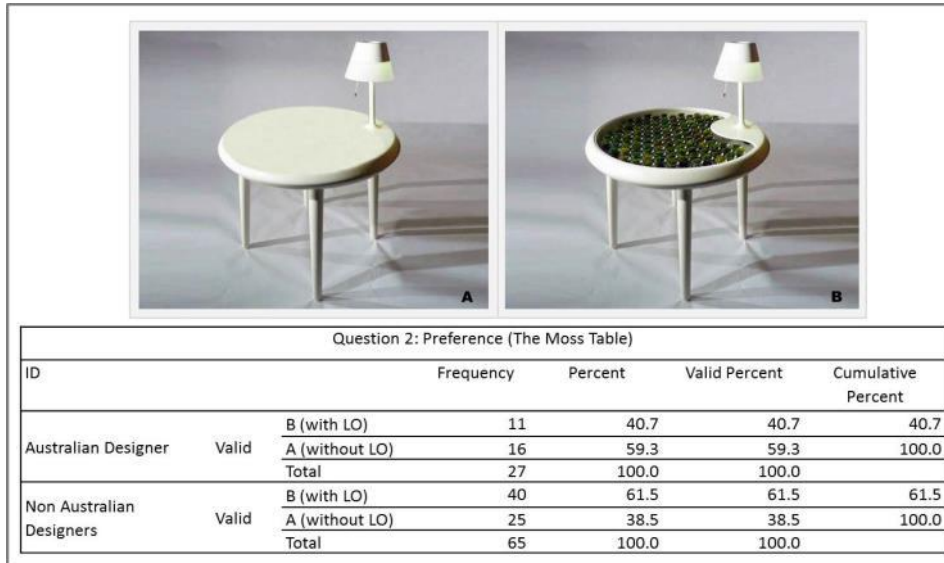 A
B
Question 2: Preference (The Moss Table)
ID Frequency Percent Valid Percent Cumulative
Percent
Australian Designer Valid B (with LO) 11 40.7 40.7 40.7
A (without LO) 16 59.3 59.3 100.0
Total 27 100.0 100.0
Non Australian Designers Valid B (with LO) 40 61.5 61.5 61.5
A (without LO) 25 38.5 38.5 100.0
Total 65 100.0 100.0